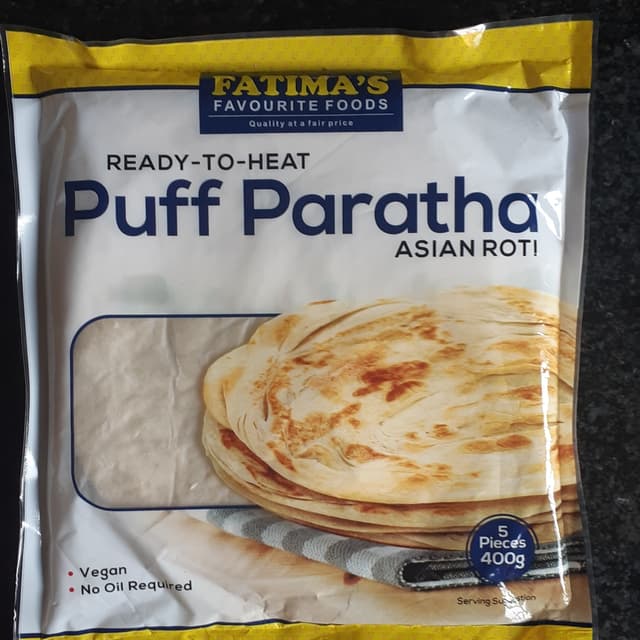 FATIMA'S
FAVOURITE FOODS
Quality at a fair price
READY-TO-HEAT
Puff Paratha
ASIAN ROTI
5
Pieces
400g
• Vegan
• No Oil Required
Serving Suggestion